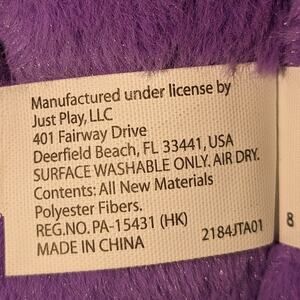 Manufactured under license by
Just Play, LLC
401 Fairway Drive
Deerfield Beach, FL 33441, USA
SURFACE WASHABLE ONLY. AIR DRY.
Contents: All New Materials
Polyester Fibers.
REG.NO. PA-15431 (HK)
MADE IN CHINA 2184JTA01
8